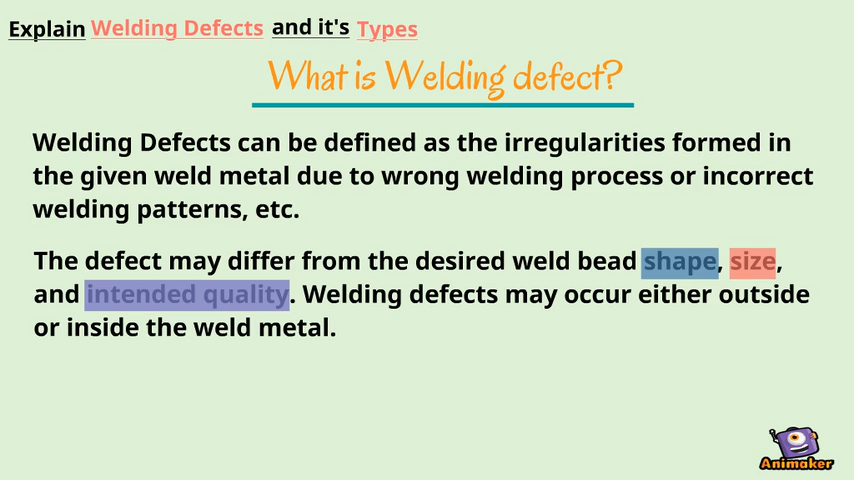 Explain Welding Defects and it's Types
What is Welding defect?
Welding Defects can be defined as the irregularities formed in
the given weld metal due to wrong welding process or incorrect
welding patterns, etc.
The defect may differ from the desired weld bead shape, size,
and intended quality. Welding defects may occur either outside
or inside the weld metal.
Animaker